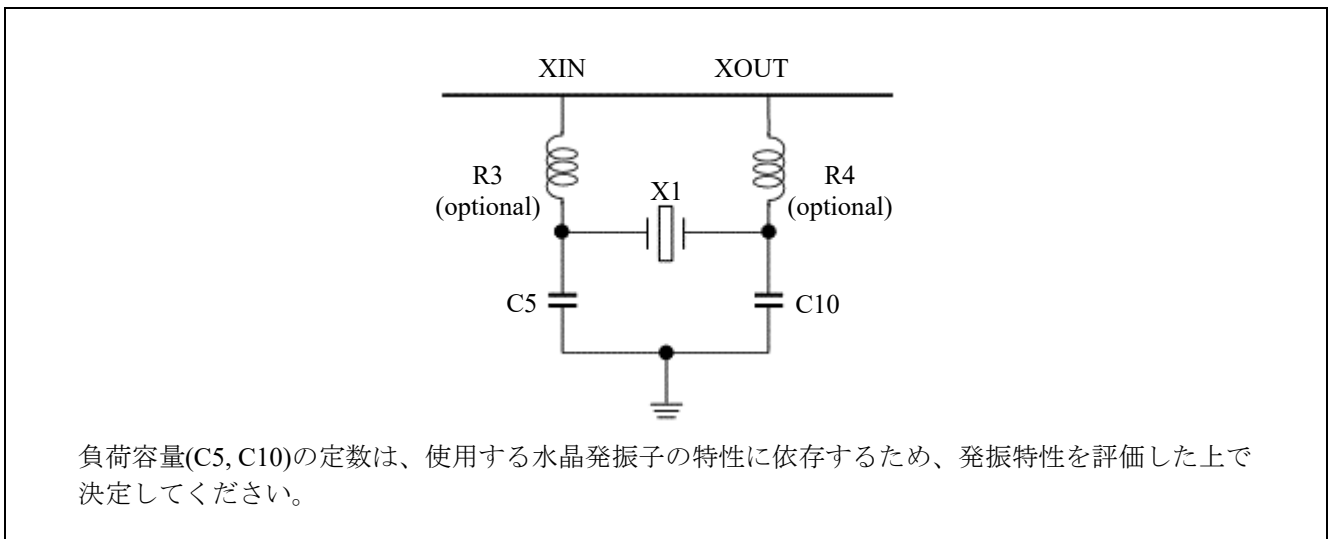 XIN XOUT
R3
(optional)
X1
R4
(optional)
C5
C10
負荷容量(C5, C10)の定数は、使用する水晶発振子の特性に依存するため、発振特性を評価した上で
決定してください。